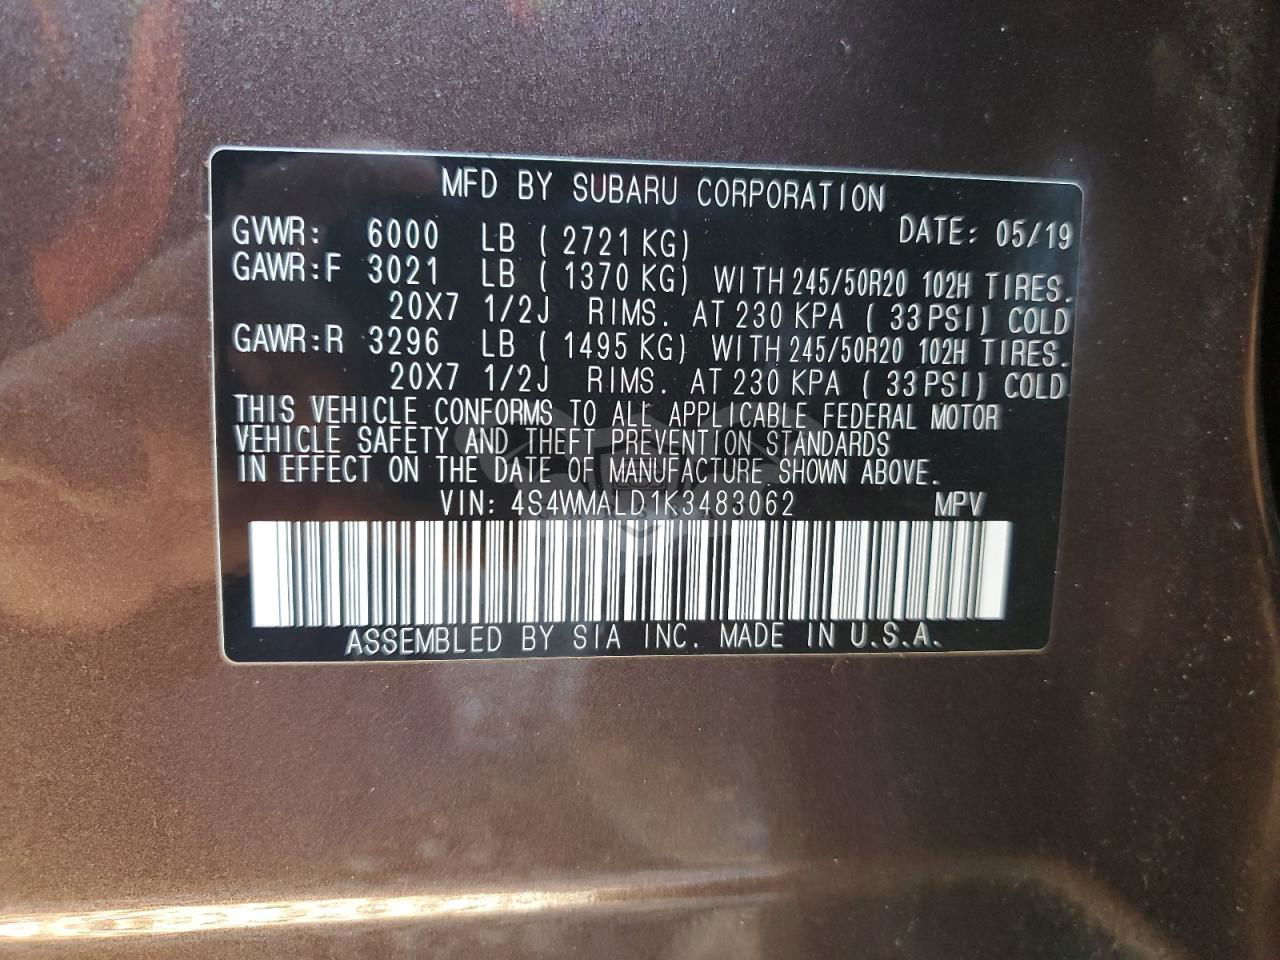 MFD BY SUBARU CORPORATION
DATE: 05/19
GVWR: 6000 LB ( 2721 KG)
GAWR:F 3021 LB ( 1370 KG) WITH 245/50R20 102H TIRES.
20X7 1/2J RIMS. AT 230 KPA ( 33 PSI) COLD
GAWR:R 3296 LB ( 1495 KG) WITH 245/50R20 102H TIRES.
20X7 1/2J RIMS. AT 230 KPA ( 33 PSI) COLD
THIS VEHICLE CONFORMS TO ALL APPLICABLE FEDERAL MOTOR
VEHICLE SAFETY AND THEFT PREVENTION STANDARDS
IN EFFECT ON THE DATE OF MANUFACTURE SHOWN ABOVE.
VIN: 4S4WMALD1K3483062 MPV
ASSEMBLED BY SIA INC. MADE IN U.S.A.